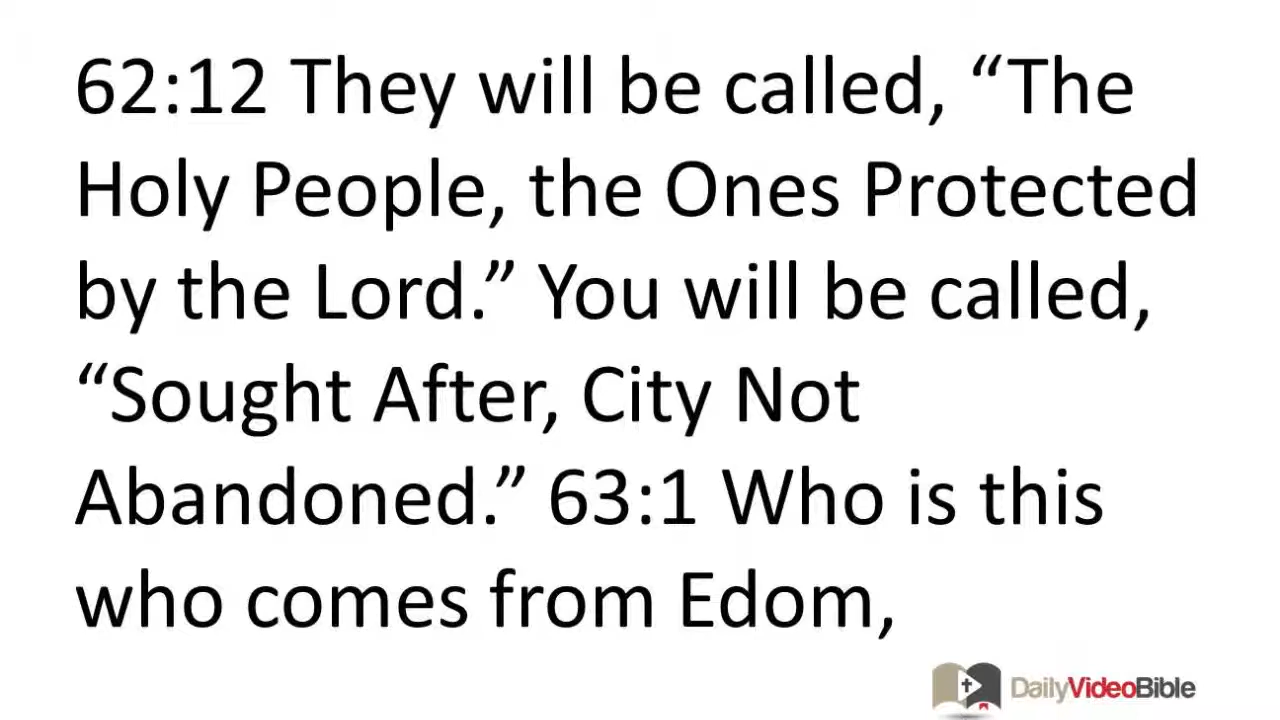 62:12 They will be called, “The
Holy People, the Ones Protected
by the Lord.” You will be called,
“Sought After, City Not
Abandoned.” 63:1 Who is this
who comes from Edom,
DailyVideoBible